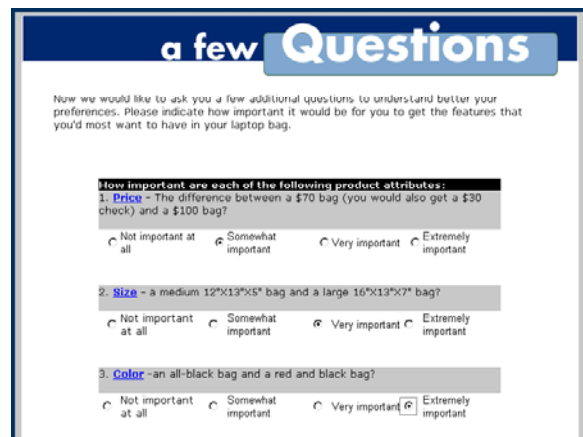 a few Questions
Now we would like to ask you a few additional questions to understand better your
preferences. Please indicate how important it would be for you to get the features that
you'd most want to have in your laptop bag.
How important are each of the following product attributes:
1. Price - The difference between a $70 bag (you would also get a $30
check) and a $100 bag?
Not important at all
Somewhat important
Very important
Extremely important
2. Size - a medium 12"X13"X5" bag and a large 16"X13"X7" bag?
Not important at all
Somewhat important
Very important
Extremely important
3. Color -an all-black bag and a red and black bag?
Not important at all
Somewhat important
Very important
Extremely important